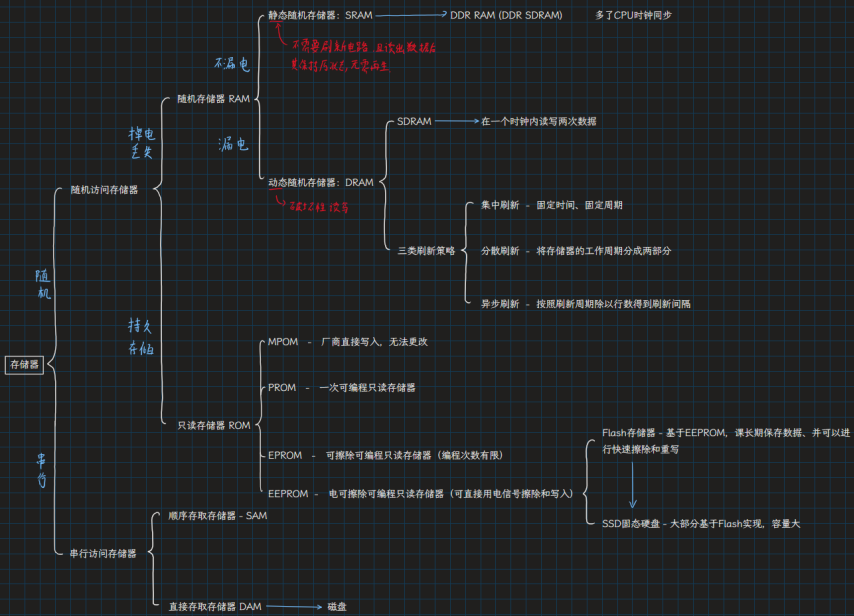 静态随机存储器：SRAM
DDR RAM (DDR SDRAM)
多了CPU时钟同步
不需要刷新电路 且读出数据后
其保持原状态，无需再生
不漏电
随机存储器 RAM
漏电
掉电
丢失
SDRAM
在一个时钟内读写两次数据
动态随机存储器：DRAM
随机访问存储器
集中刷新 - 固定时间、固定周期
三类刷新策略
分散刷新 - 将存储器的工作周期分成两部分
异步刷新 - 按照刷新周期除以行数得到刷新间隔
随
机
持久
存储
MPOM - 厂商直接写入，无法更改
存储器
PROM - 一次可编程只读存储器
只读存储器 ROM
Flash存储器 - 基于EEPROM，课长期保存数据、并可以进
行快速擦除和重写
EPROM - 可擦除可编程只读存储器（编程次数有限）
串
行
EEPROM - 电可擦除可编程只读存储器（可直接用电信号擦除和写入）
顺序存取存储器 - SAM
SSD固态硬盘 - 大部分基于Flash实现，容量大
串行访问存储器
直接存取存储器 DAM
磁盘